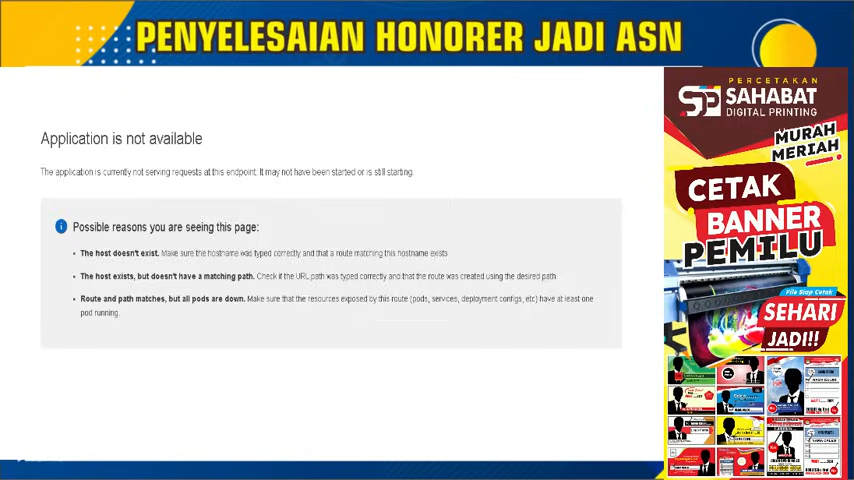 PENYELESAIAN HONORER JADI ASN
Application is not available
The application is currently not serving requests at this endpoint. It may not have been started or is still starting.
Possible reasons you are seeing this page:
The host doesn't exist. Make sure the hostname was typed correctly and that a route matching this hostname exists
The host exists, but doesn't have a matching path. Check if the URL path was typed correctly and that the route was created using the desired path.
Route and path matches, but all pods are down. Make sure that the resources exposed by this route (pods, services, deployment configs, etc) have at least one
pod running.
PERCETAKAN
SP SAHABAT
DIGITAL PRINTING
MURAH
MERIAH
CETAK
BANNER
PEMILU
File Siap Cetak
SEHARI
JADI!!